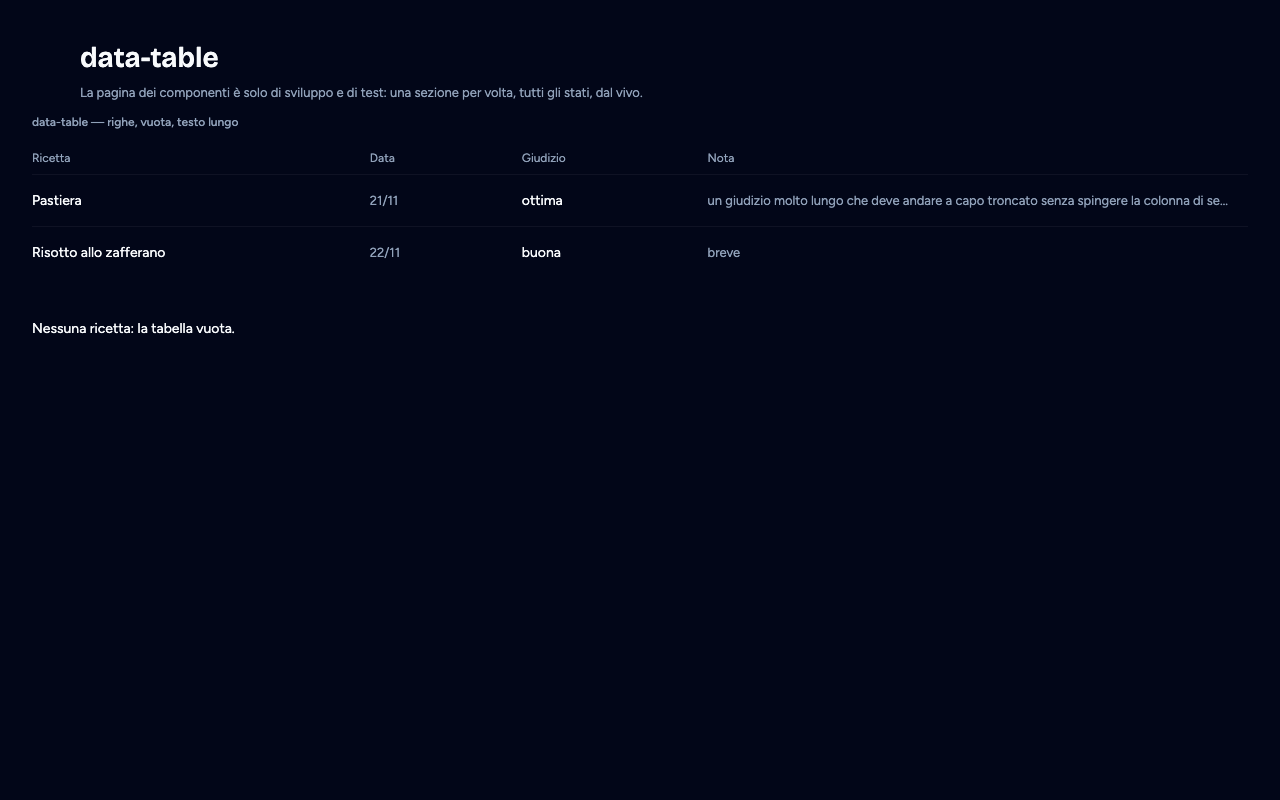 data-table
La pagina dei componenti è solo di sviluppo e di test: una sezione per volta, tutti gli stati, dal vivo.
data-table — righe, vuota, testo lungo
Ricetta Data Giudizio Nota
Pastiera 21/11 ottima un giudizio molto lungo che deve andare a capo troncato senza spingere la colonna di se...
Risotto allo zafferano 22/11 buona breve
Nessuna ricetta: la tabella vuota.